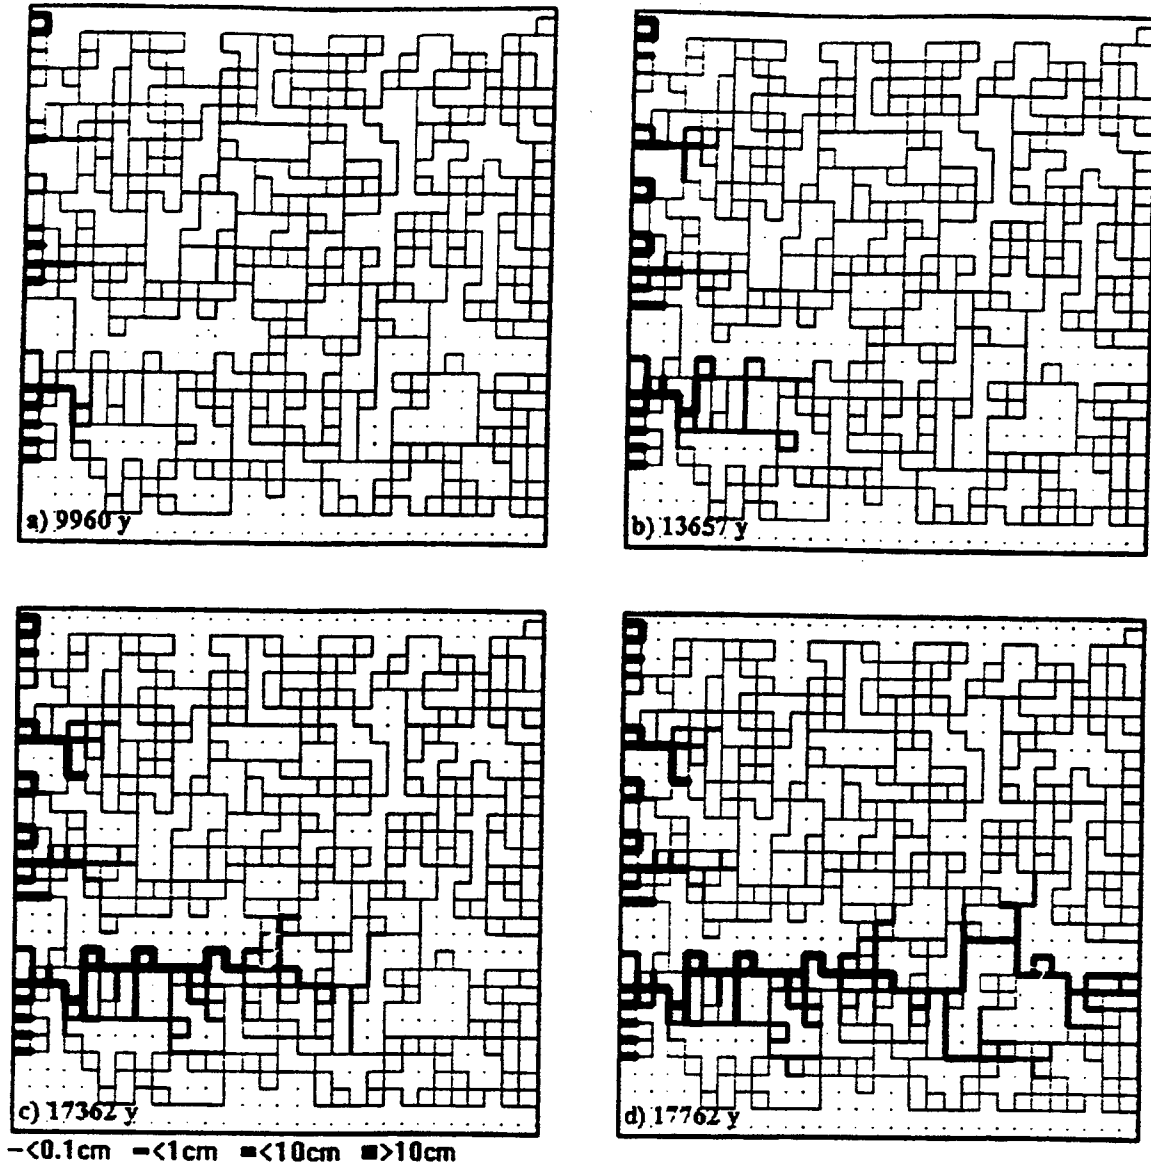 a) 9960 y
b) 13657 y
c) 17362 y
d) 17762 y
–<0.1cm –<1cm ■<10cm ■>10cm